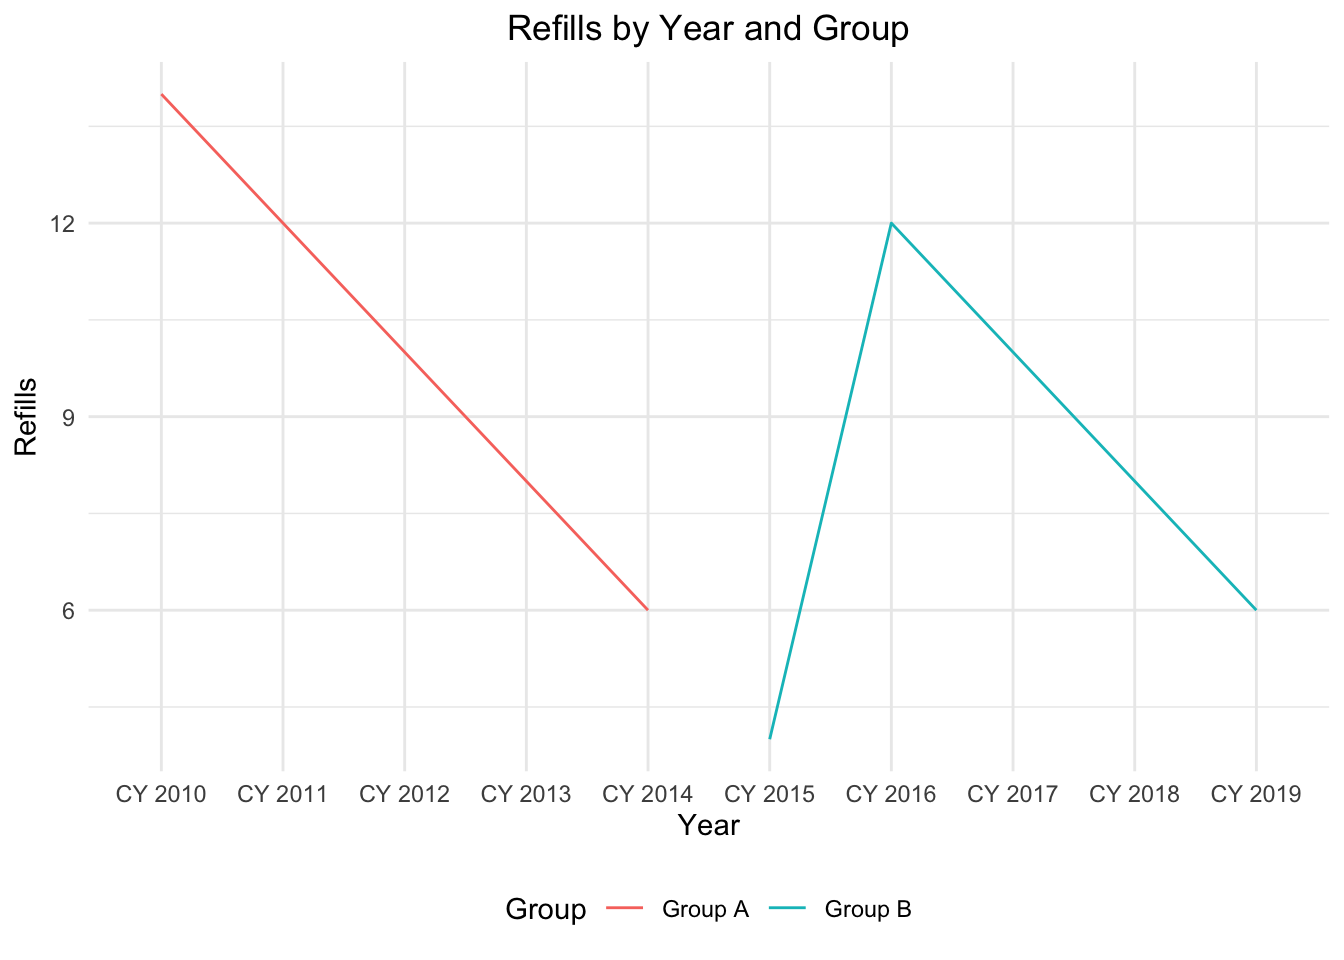 Refills by Year and Group
Refills
12
9
6
CY 2010 CY 2011 CY 2012 CY 2013 CY 2014 CY 2015 CY 2016 CY 2017 CY 2018 CY 2019
Year
Group Group A Group B